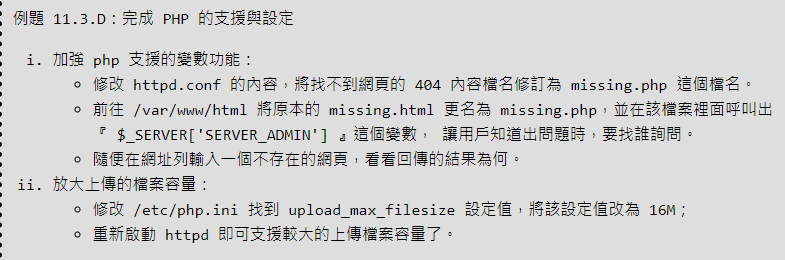 例題 11.3.D：完成 PHP 的支援與設定
i. 加強 php 支援的變數功能：
◦ 修改 httpd.conf 的內容，將找不到網頁的 404 內容檔名修訂為 missing.php 這個檔名。
◦ 前往 /var/www/html 將原本的 missing.html 更名為 missing.php，並在該檔案裡面呼叫出
『 $_SERVER['SERVER_ADMIN'] 』這個變數， 讓用戶知道出問題時，要找誰詢問。
◦ 隨便在網址列輸入一個不存在的網頁，看看回傳的結果為何。
ii. 放大上傳的檔案容量：
◦ 修改 /etc/php.ini 找到 upload_max_filesize 設定值，將該設定值改為 16M；
◦ 重新啟動 httpd 即可支援較大的上傳檔案容量了。